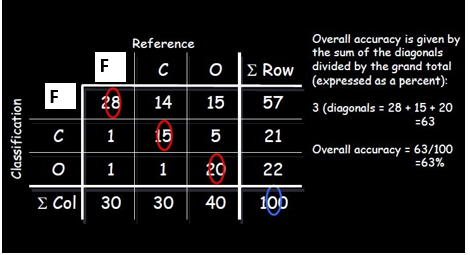 Reference
F C O Σ Row
Classification
F 28 14 15 57
C 1 15 5 21
O 1 1 20 22
Σ Col 30 30 40 100
Overall accuracy is given by
the sum of the diagonals
divided by the grand total
(expressed as a percent):
3 (diagonals = 28 + 15 + 20
=63
Overall accuracy = 63/100
=63%